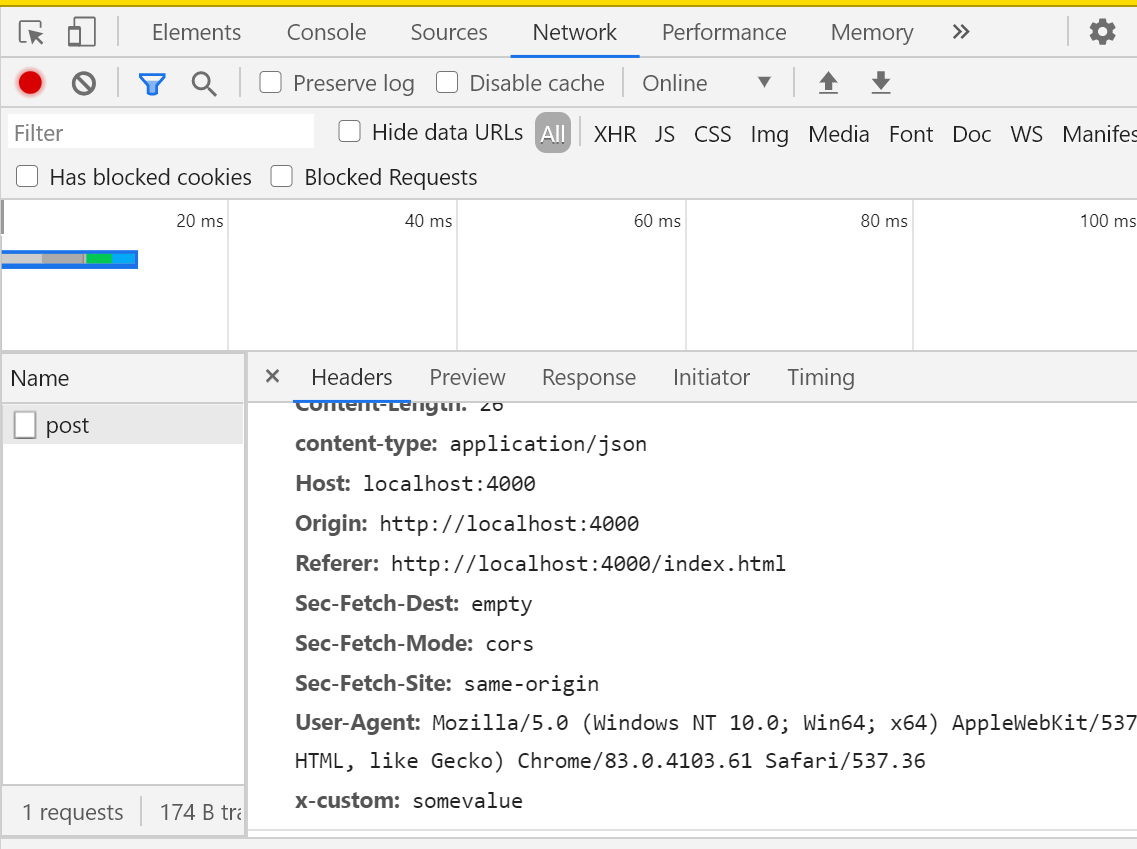 Elements Console Sources Network Performance Memory »
Preserve log Disable cache Online
Filter Hide data URLs All XHR JS CSS Img Media Font Doc WS Manifes
Has blocked cookies Blocked Requests
20 ms 40 ms 60 ms 80 ms 100 ms
Name
post
1 requests 174 B tra
× Headers Preview Response Initiator Timing
Content-Length: 26
content-type: application/json
Host: localhost:4000
Origin: http://localhost:4000
Referer: http://localhost:4000/index.html
Sec-Fetch-Dest: empty
Sec-Fetch-Mode: cors
Sec-Fetch-Site: same-origin
User-Agent: Mozilla/5.0 (Windows NT 10.0; Win64; x64) AppleWebKit/537
HTML, like Gecko) Chrome/83.0.4103.61 Safari/537.36
x-custom: somevalue